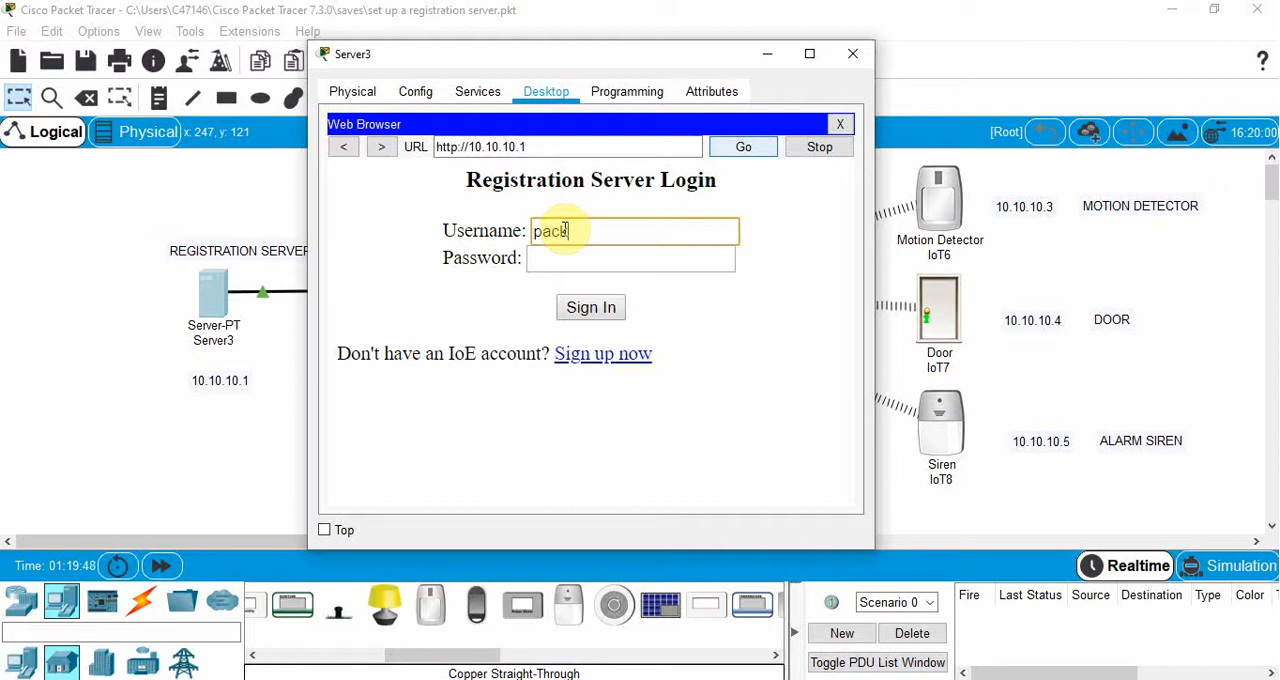 Cisco Packet Tracer - C:\Users\C47146\Cisco Packet Tracer 7.3.0\saves\set up a registration server.pkt
File Edit Options View Tools Extensions Help
Logical Physical x: 247, y: 121 [Root] 16:20:00
Server3
Physical Config Services Desktop Programming Attributes
Web Browser X
< > URL http://10.10.10.1 Go Stop
Registration Server Login
Username: pack
Password:
Sign In
Don't have an IoE account? Sign up now
Top
REGISTRATION SERVER
Server-PT
Server3
10.10.10.1
10.10.10.3 MOTION DETECTOR
Motion Detector
IoT6
10.10.10.4 DOOR
Door
IoT7
10.10.10.5 ALARM SIREN
Siren
IoT8
Time: 01:19:48 Realtime Simulation
Scenario 0
New Delete
Toggle PDU List Window
Fire Last Status Source Destination Type Color
Copper Straight-Through